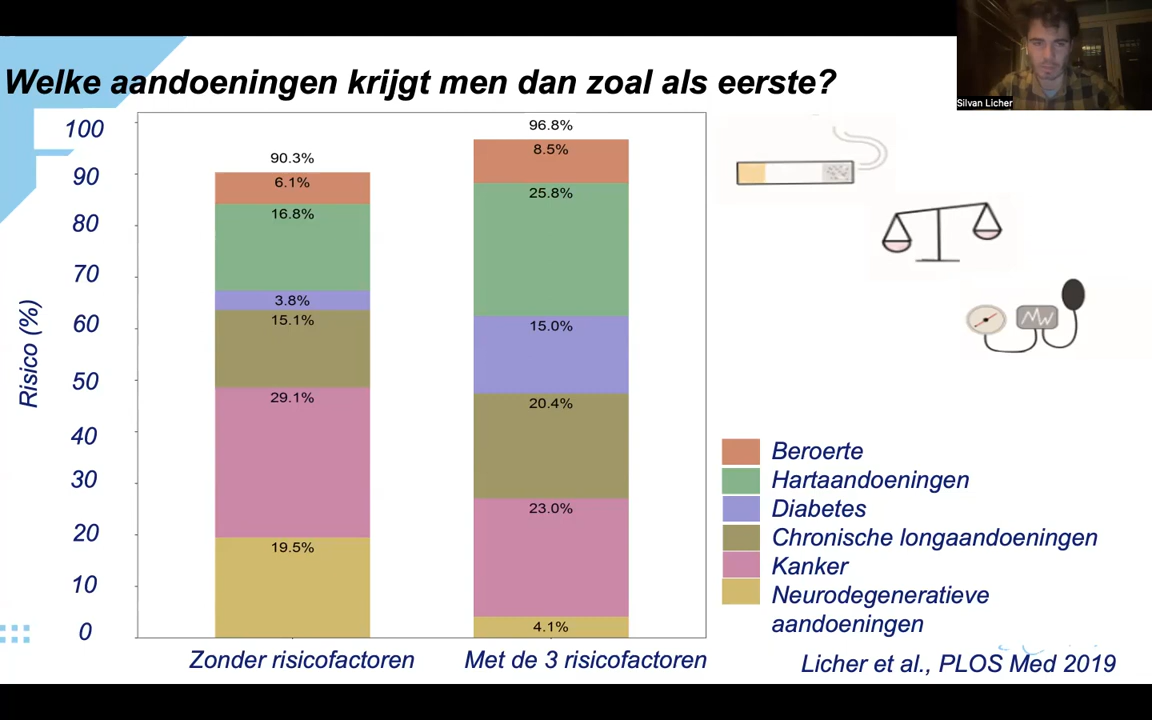 Welke aandoeningen krijgt men dan zoal als eerste?
Silvan Licher
Risico (%)
100
90
80
70
60
50
40
30
20
10
0
90.3%
6.1%
16.8%
3.8%
15.1%
29.1%
19.5%
96.8%
8.5%
25.8%
15.0%
20.4%
23.0%
4.1%
Zonder risicofactoren
Met de 3 risicofactoren
Beroerte
Hartaandoeningen
Diabetes
Chronische longaandoeningen
Kanker
Neurodegeneratieve
aandoeningen
Licher et al., PLOS Med 2019